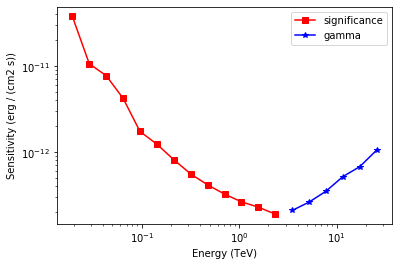 significance
gamma
Sensitivity (erg / (cm2 s))
10⁻¹¹
10⁻¹²
10⁻¹
10⁰
10¹
Energy (TeV)